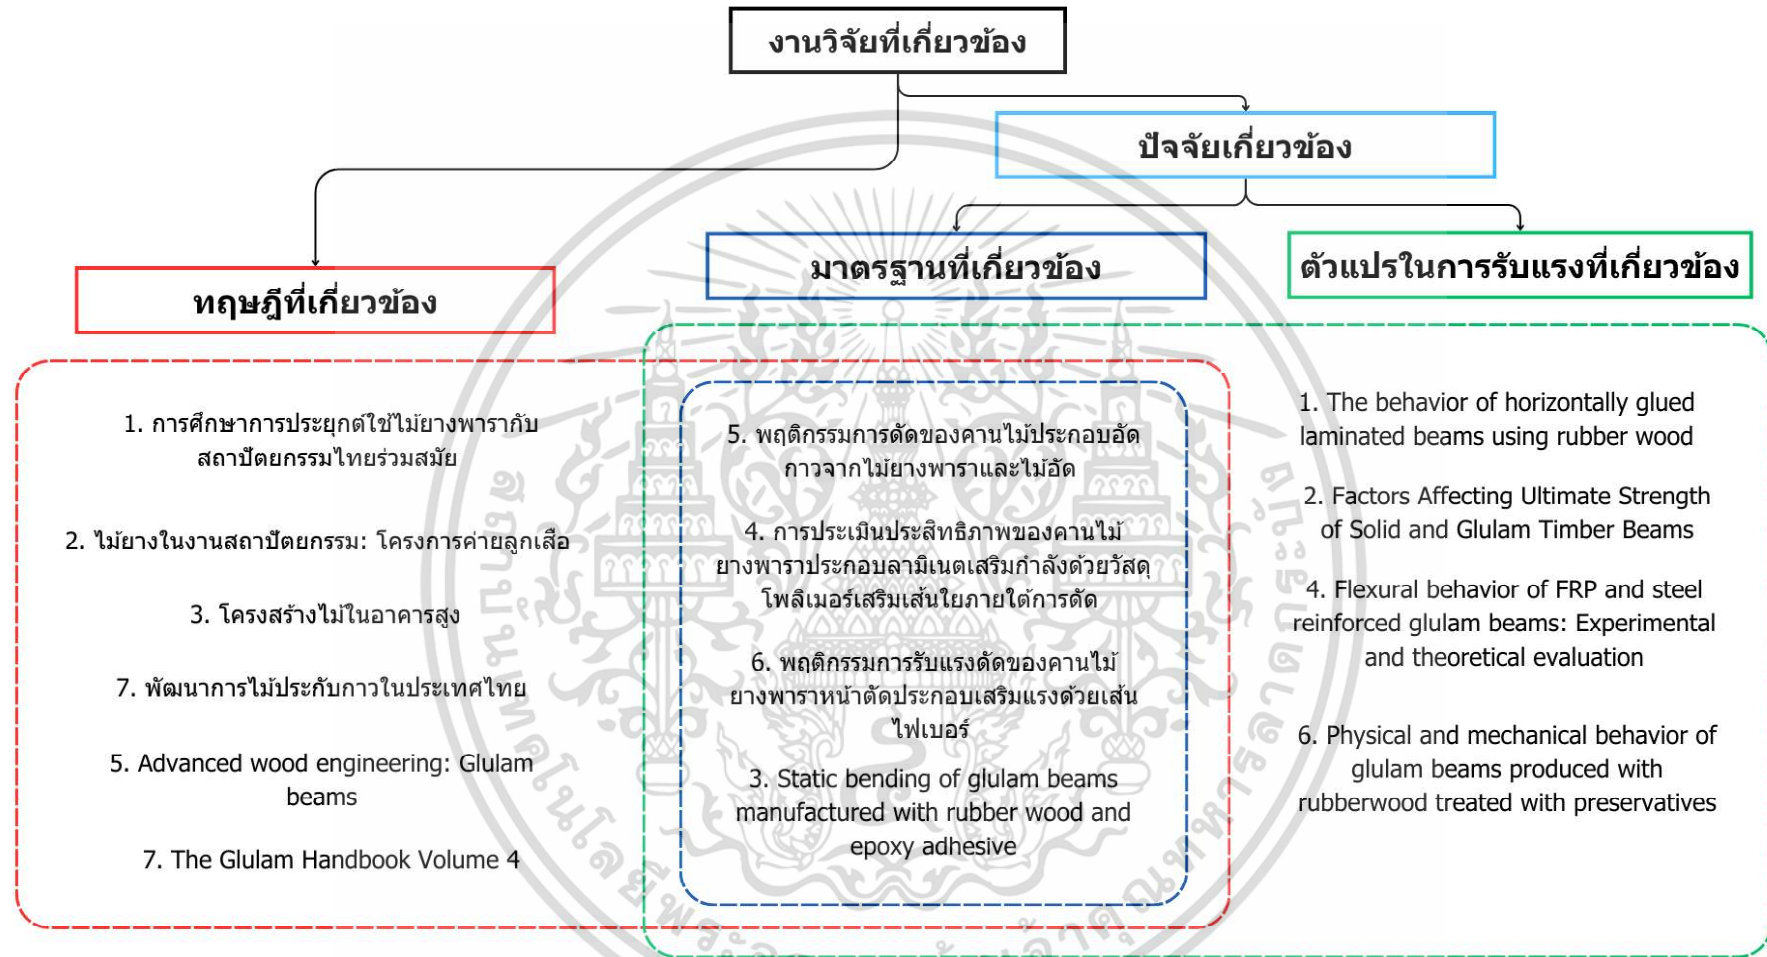 งานวิจัยที่เกี่ยวข้อง
ปัจจัยเกี่ยวข้อง
ทฤษฎีที่เกี่ยวข้อง
มาตรฐานที่เกี่ยวข้อง
ตัวแปรในการรับแรงที่เกี่ยวข้อง
1. การศึกษาการประยุกต์ใช้ไม้ยางพารากับ
สถาปัตยกรรมไทยร่วมสมัย
2. ไม้ยางในงานสถาปัตยกรรม: โครงการค่ายลูกเสือ
3. โครงสร้างไม้ในอาคารสูง
7. พัฒนาการไม้ประกับกาวในประเทศไทย
5. Advanced wood engineering: Glulam
beams
7. The Glulam Handbook Volume 4
5. พฤติกรรมการดัดของคานไม้ประกอบอัด
กาวจากไม้ยางพาราและไม้อัด
4. การประเมินประสิทธิภาพของคานไม้
ยางพาราประกอบลามิเนตเสริมกำลังด้วยวัสดุ
โพลิเมอร์เสริมเส้นใยภายใต้การดัด
6. พฤติกรรมการรับแรงดัดของคานไม้
ยางพาราหน้าตัดประกอบเสริมแรงด้วยเส้น
ไฟเบอร์
3. Static bending of glulam beams
manufactured with rubber wood and
epoxy adhesive
1. The behavior of horizontally glued
laminated beams using rubber wood
2. Factors Affecting Ultimate Strength
of Solid and Glulam Timber Beams
4. Flexural behavior of FRP and steel
reinforced glulam beams: Experimental
and theoretical evaluation
6. Physical and mechanical behavior of
glulam beams produced with
rubberwood treated with preservatives